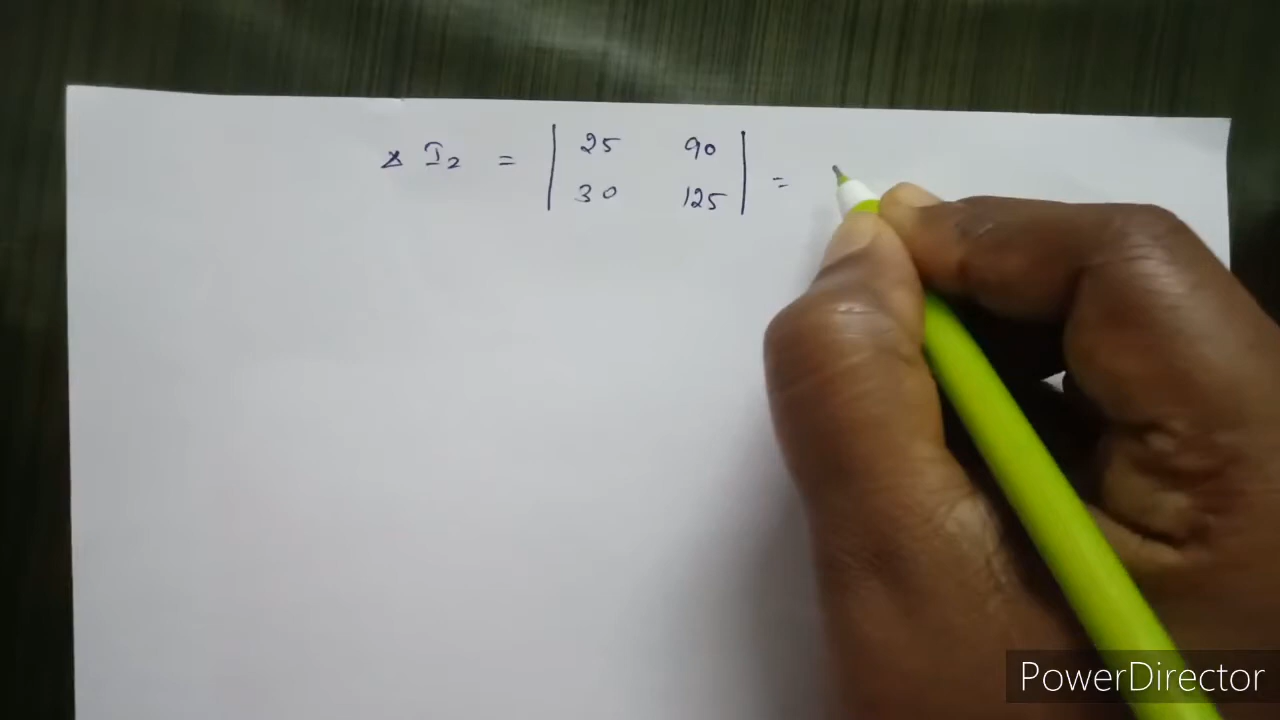 Δ I₂ = | 25 90 | =
| 30 125 |
PowerDirector